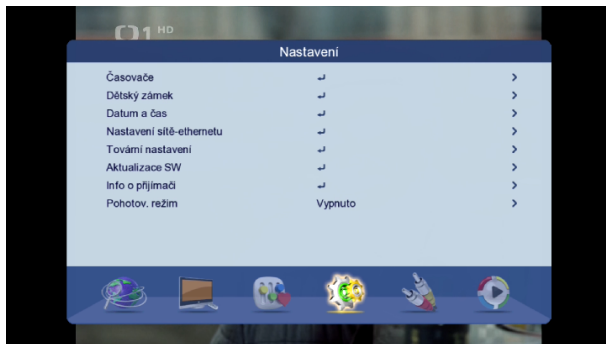 1 HD
Nastavení
Časovače
Dětský zámek
Datum a čas
Nastavení sítě-ethernetu
Tovární nastavení
Aktualizace SW
Info o přijímači
Pohotov. režim Vypnuto